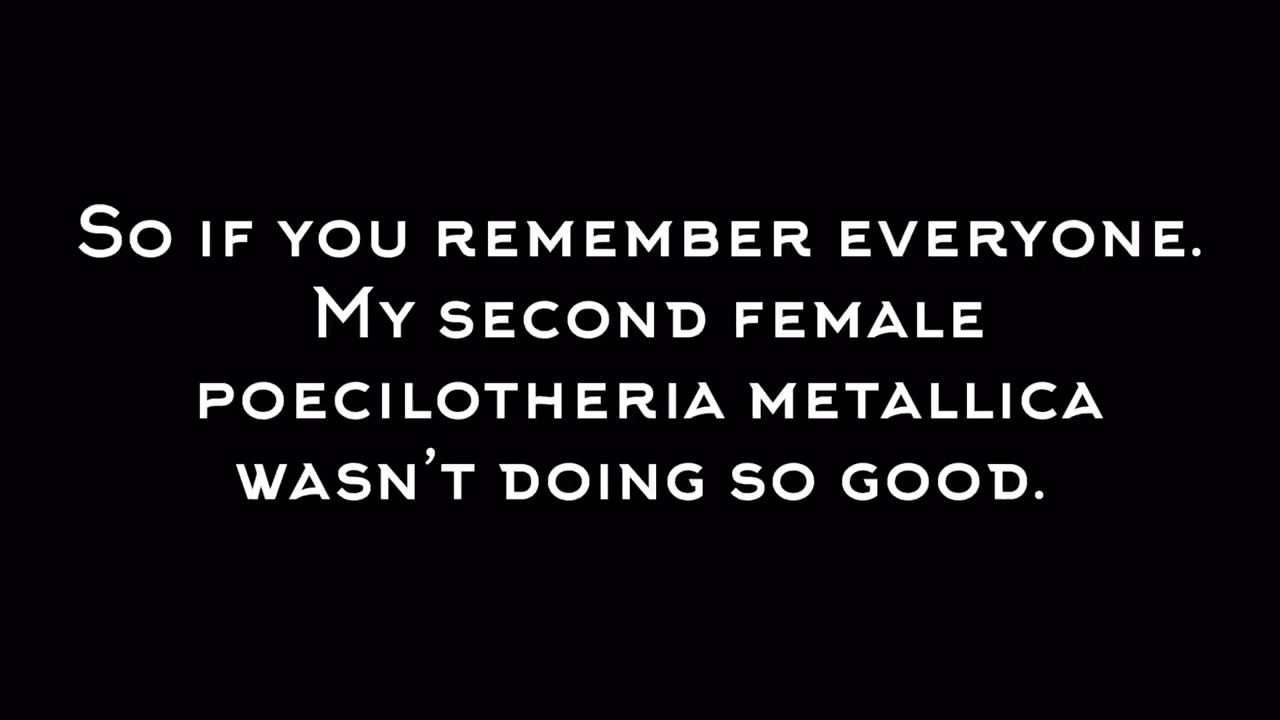 So if you remember everyone.
My second female
poecilotheria metallica
wasn't doing so good.